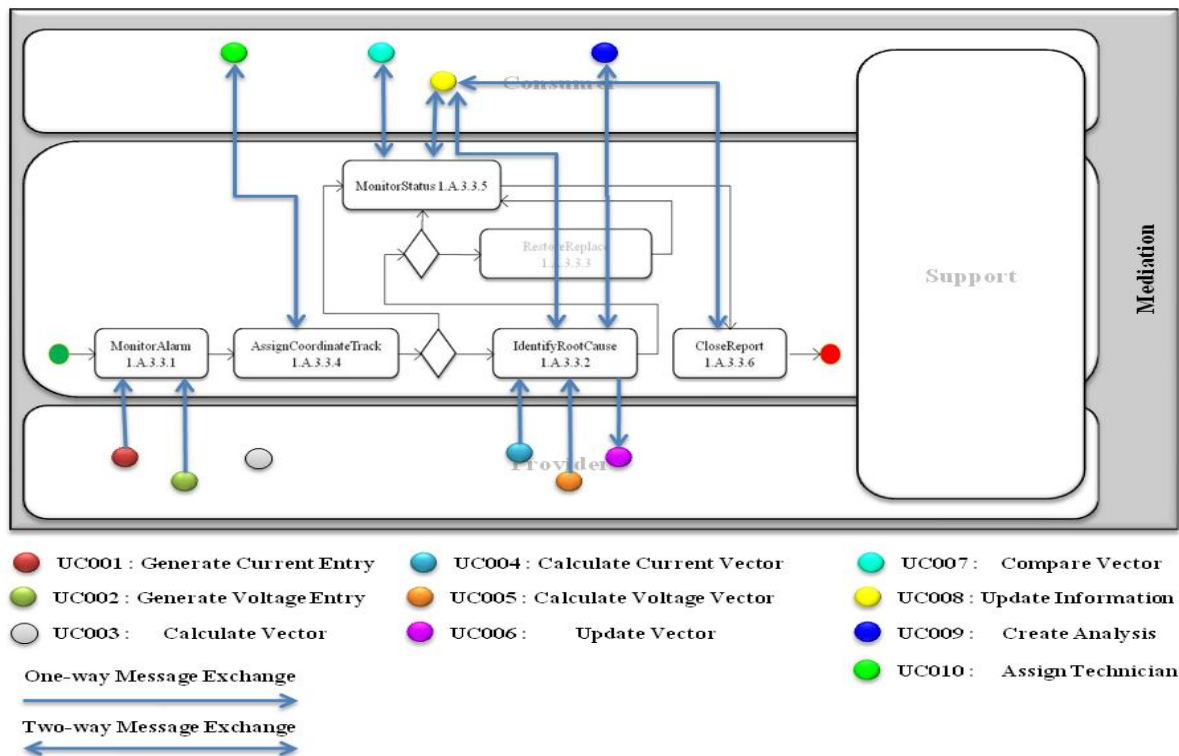 Consumer
MonitorStatus 1.A.3.3.5
RestoreReplace
1.A.3.3.3
Support
Mediation
MonitorAlarm
1.A.3.3.1
AssignCoordinateTrack
1.A.3.3.4
IdentifyRootCause
1.A.3.3.2
CloseReport
1.A.3.3.6
Provider
UC001 : Generate Current Entry
UC004 : Calculate Current Vector
UC007 : Compare Vector
UC002 : Generate Voltage Entry
UC005 : Calculate Voltage Vector
UC008 : Update Information
UC003 : Calculate Vector
UC006 : Update Vector
UC009 : Create Analysis
UC010 : Assign Technician
One-way Message Exchange
Two-way Message Exchange